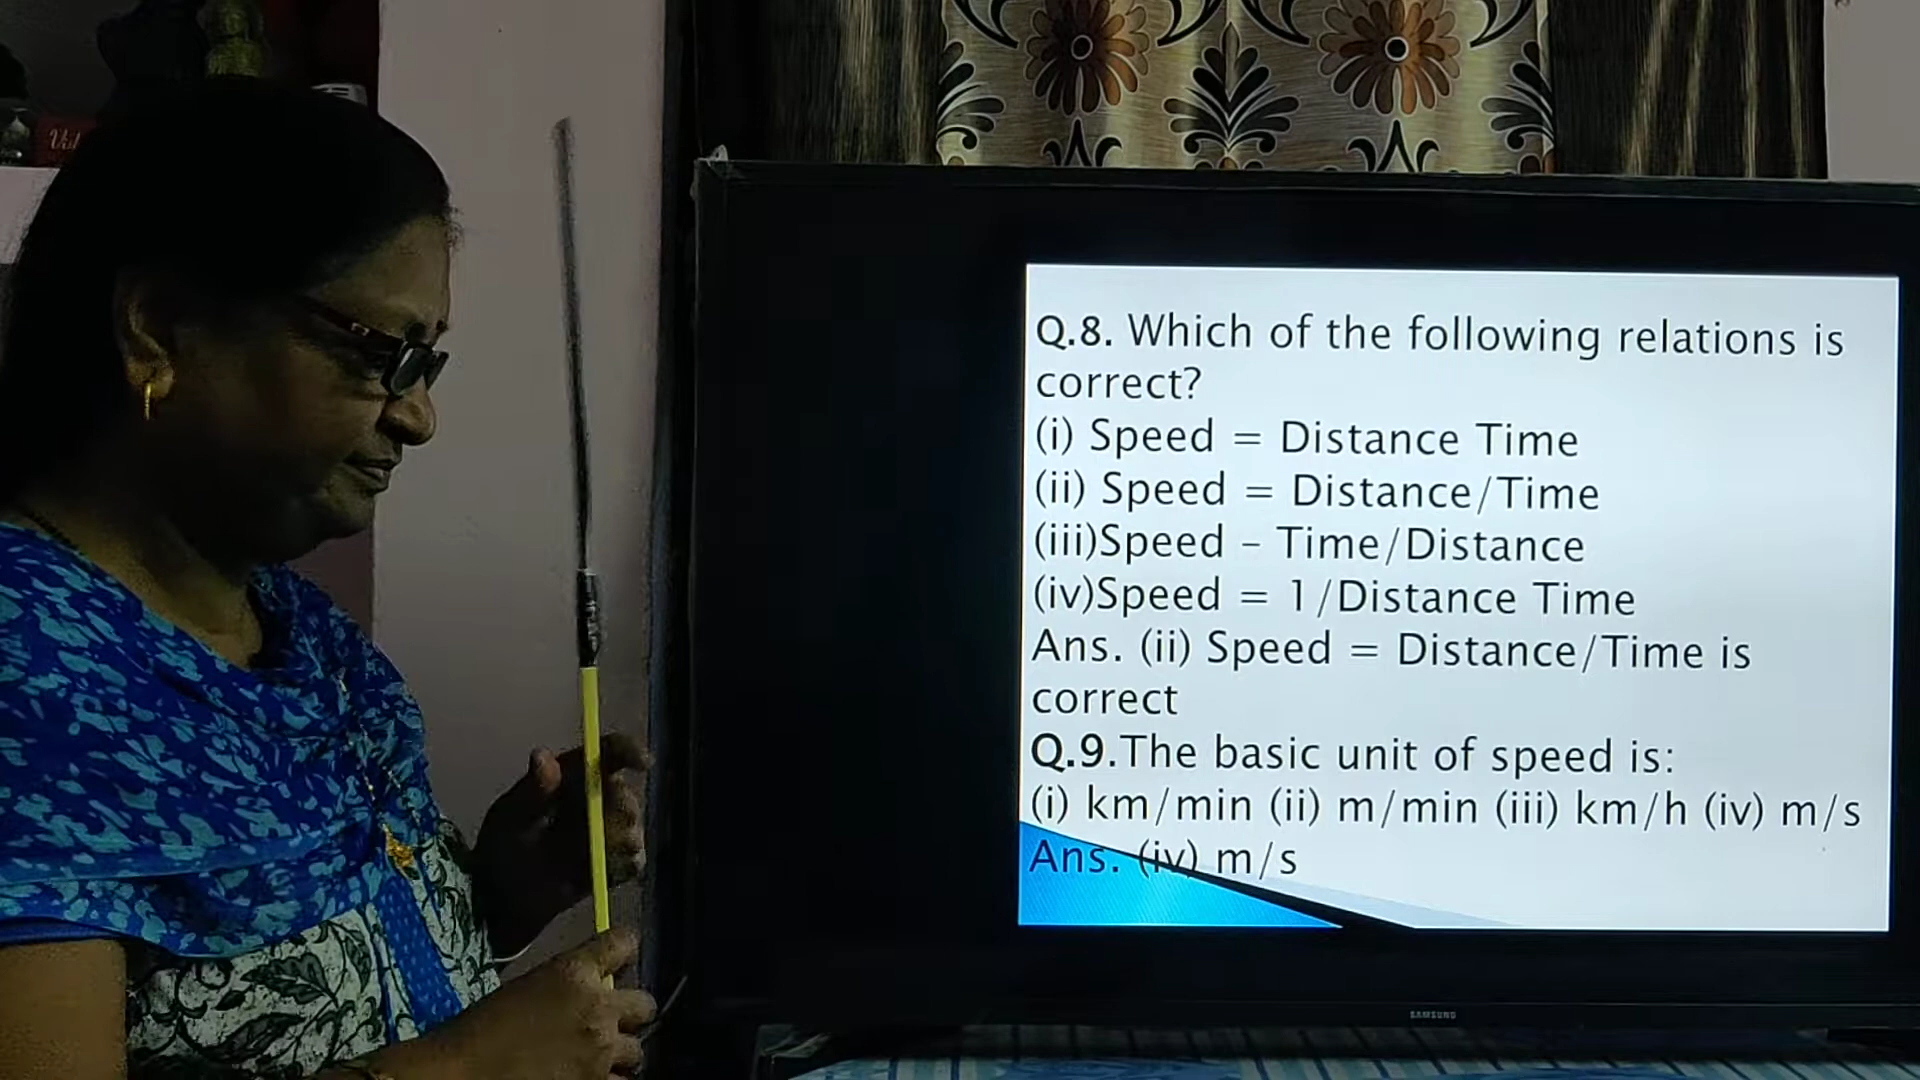 Q.8. Which of the following relations is
correct?
(i) Speed = Distance Time
(ii) Speed = Distance/Time
(iii)Speed – Time/Distance
(iv)Speed = 1/Distance Time
Ans. (ii) Speed = Distance/Time is
correct
Q.9.The basic unit of speed is:
(i) km/min (ii) m/min (iii) km/h (iv) m/s
Ans. (iv) m/s
SAMSUNG